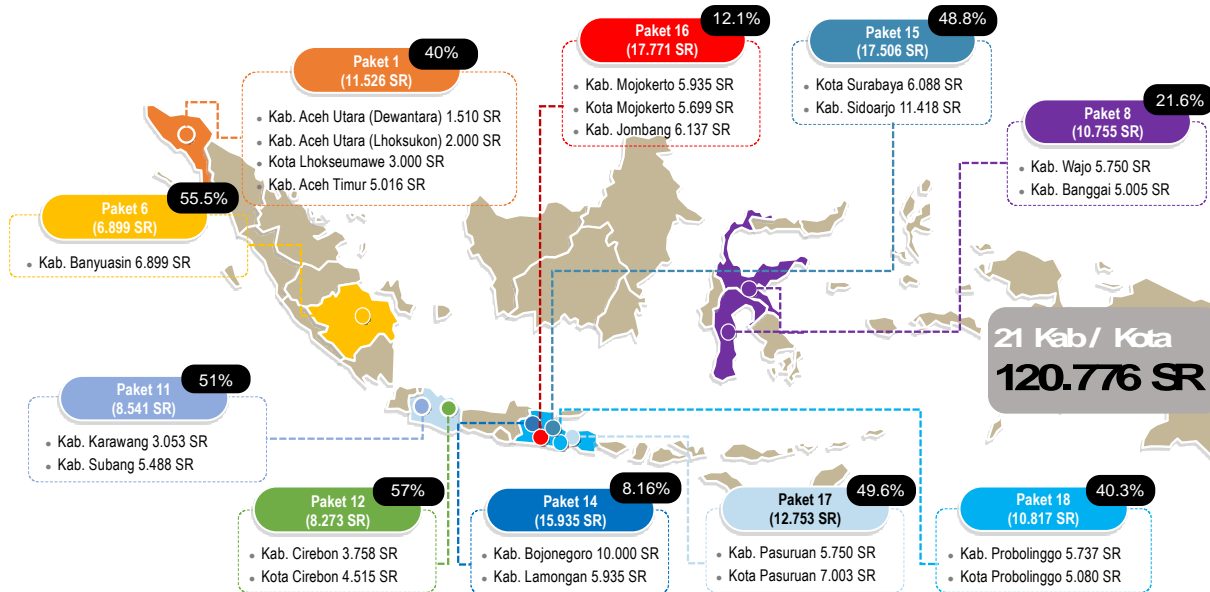 Paket 1
(11.526 SR)
40%
Kab. Aceh Utara (Dewantara) 1.510 SR
Kab. Aceh Utara (Lhoksukon) 2.000 SR
Kota Lhokseumawe 3.000 SR
Kab. Aceh Timur 5.016 SR
Paket 16
(17.771 SR)
12.1%
Kab. Mojokerto 5.935 SR
Kota Mojokerto 5.699 SR
Kab. Jombang 6.137 SR
Paket 15
(17.506 SR)
48.8%
Kota Surabaya 6.088 SR
Kab. Sidoarjo 11.418 SR
Paket 8
(10.755 SR)
21.6%
Kab. Wajo 5.750 SR
Kab. Banggai 5.005 SR
Paket 6
(6.899 SR)
55.5%
Kab. Banyuasin 6.899 SR
21 Kab/ Kota
120.776 SR
Paket 11
(8.541 SR)
51%
Kab. Karawang 3.053 SR
Kab. Subang 5.488 SR
Paket 12
(8.273 SR)
57%
Kab. Cirebon 3.758 SR
Kota Cirebon 4.515 SR
Paket 14
(15.935 SR)
8.16%
Kab. Bojonegoro 10.000 SR
Kab. Lamongan 5.935 SR
Paket 17
(12.753 SR)
49.6%
Kab. Pasuruan 5.750 SR
Kota Pasuruan 7.003 SR
Paket 18
(10.817 SR)
40.3%
Kab. Probolinggo 5.737 SR
Kota Probolinggo 5.080 SR